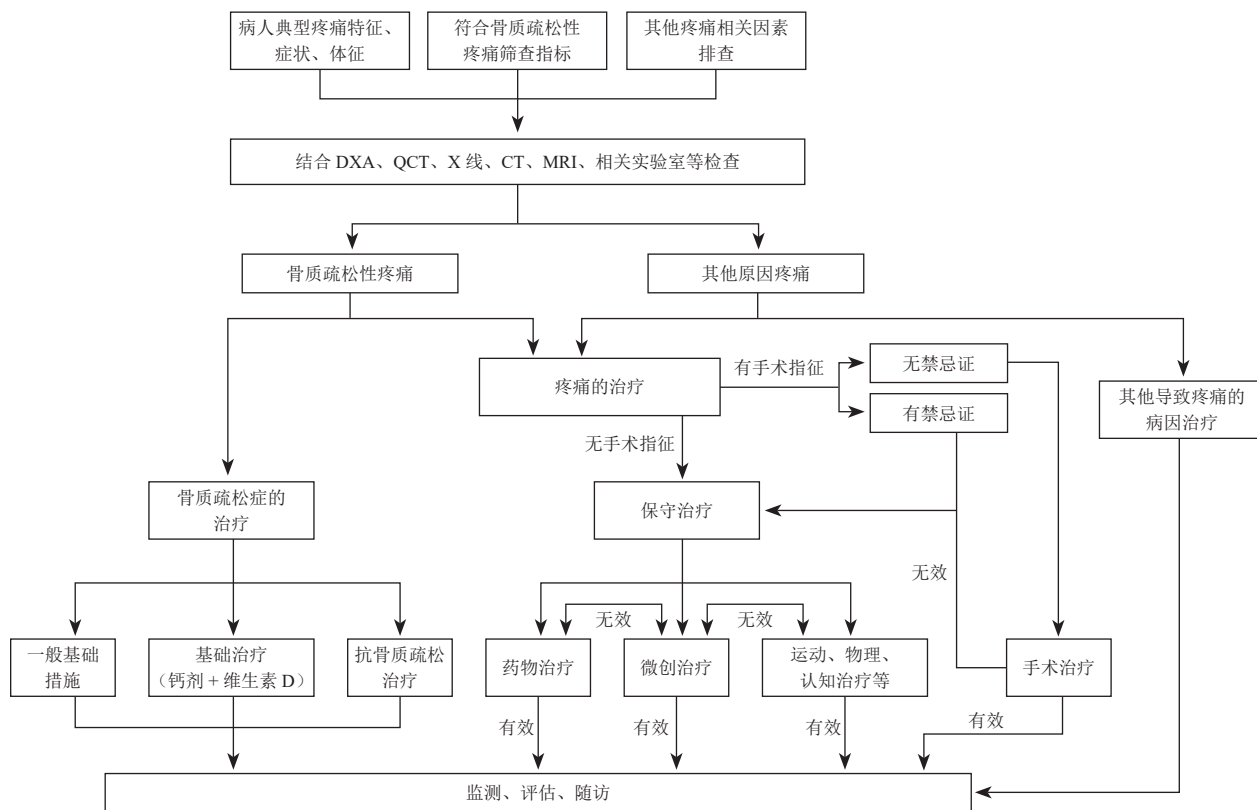 病人典型疼痛特征、
症状、体征
符合骨质疏松性
疼痛筛查指标
其他疼痛相关因素
排查
结合 DXA、QCT、X 线、CT、MRI、相关实验室等检查
骨质疏松性疼痛
其他原因疼痛
疼痛的治疗
有手术指征
无禁忌证
有禁忌证
其他导致疼痛的
病因治疗
无手术指征
骨质疏松症的
治疗
保守治疗
无效
无效
无效
一般基础
措施
基础治疗
（钙剂 + 维生素 D）
抗骨质疏松
治疗
药物治疗
微创治疗
运动、物理、
认知治疗等
手术治疗
有效
有效
有效
有效
监测、评估、随访